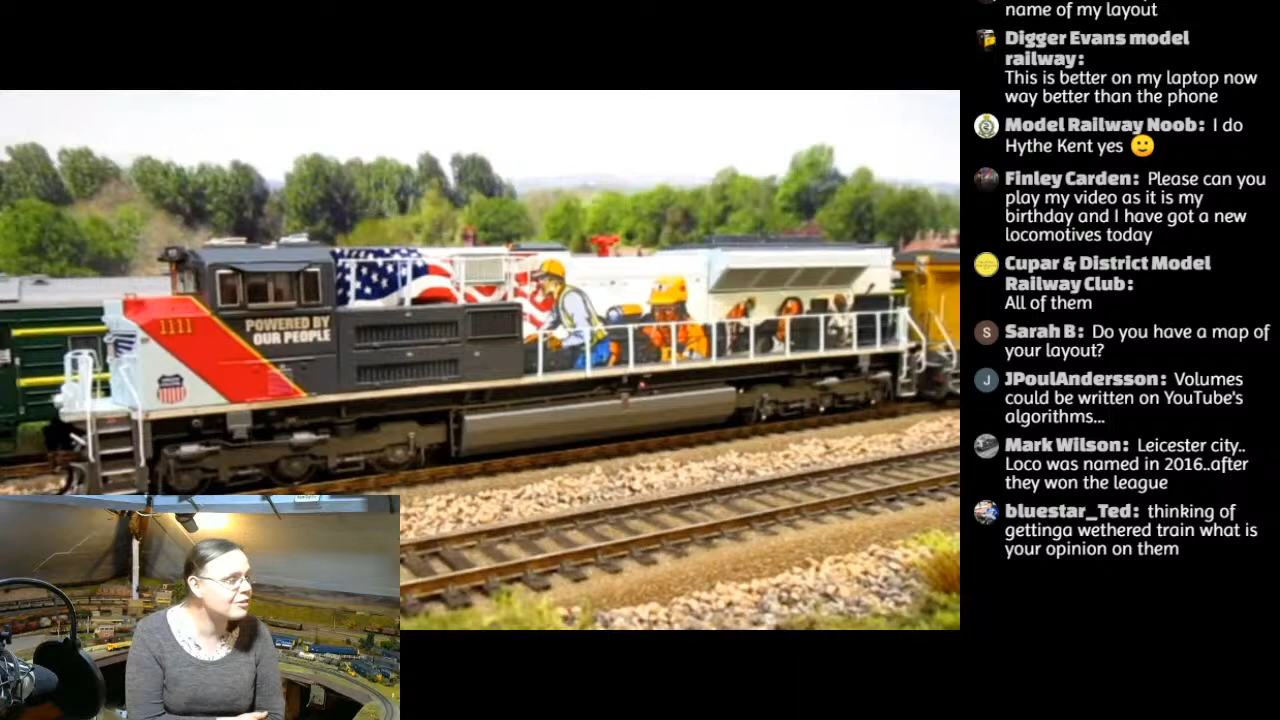 name of my layout
Digger Evans model
railway:
This is better on my laptop now
way better than the phone
Model Railway Noob: I do
Hythe Kent yes 🙂
Finley Carden: Please can you
play my video as it is my
birthday and I have got a new
locomotives today
Cupar & District Model
Railway Club:
All of them
S Sarah B: Do you have a map of
your layout?
J JPoulAndersson: Volumes
could be written on YouTube's
algorithms...
Mark Wilson: Leicester city..
Loco was named in 2016..after
they won the league
bluestar_Ted: thinking of
gettinga wethered train what is
your opinion on them
1111
POWERED BY
OUR PEOPLE